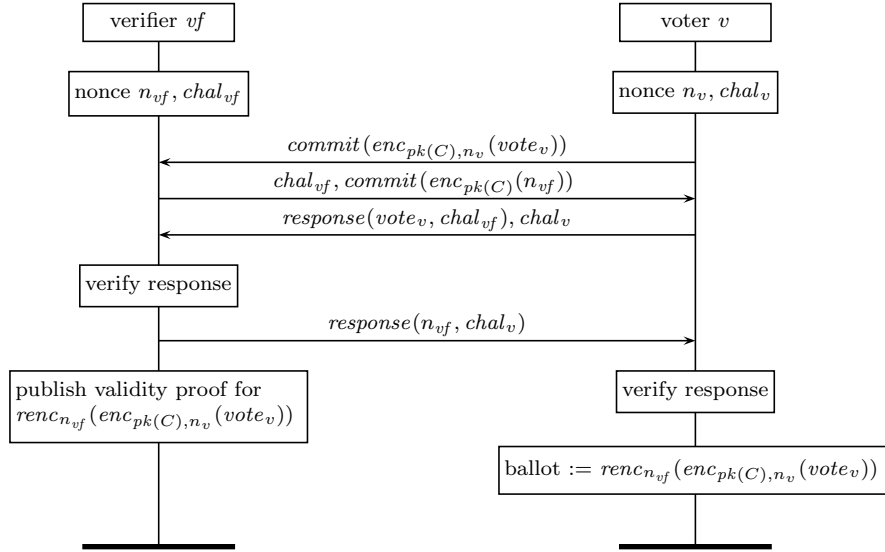 verifier vf
voter v
nonce n_vf, chal_vf
nonce n_v, chal_v
commit(enc_pk(C),n_v(vote_v))
chal_vf, commit(enc_pk(C)(n_vf))
response(vote_v, chal_vf), chal_v
verify response
response(n_vf, chal_v)
publish validity proof for
renc_n_vf(enc_pk(C),n_v(vote_v))
verify response
ballot := renc_n_vf(enc_pk(C),n_v(vote_v))